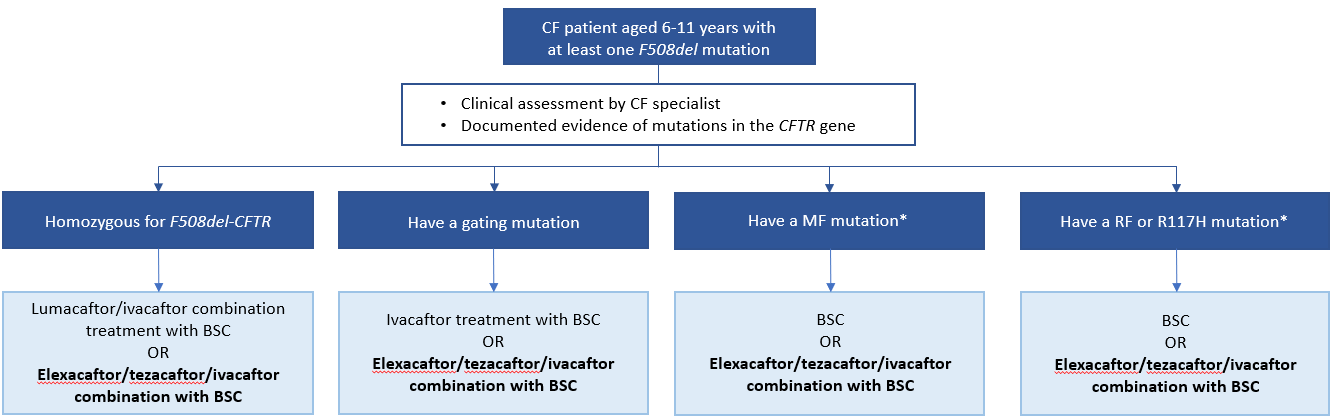 CF patient aged 6-11 years with
at least one F508del mutation
• Clinical assessment by CF specialist
• Documented evidence of mutations in the CFTR gene
Homozygous for F508del-CFTR
Have a gating mutation
Have a MF mutation*
Have a RF or R117H mutation*
Lumacaftor/ivacaftor combination
treatment with BSC
OR
Elexacaftor/tezacaftor/ivacaftor
combination with BSC
Ivacaftor treatment with BSC
OR
Elexacaftor/tezacaftor/ivacaftor
combination with BSC
BSC
OR
Elexacaftor/tezacaftor/ivacaftor
combination with BSC
BSC
OR
Elexacaftor/tezacaftor/ivacaftor
combination with BSC